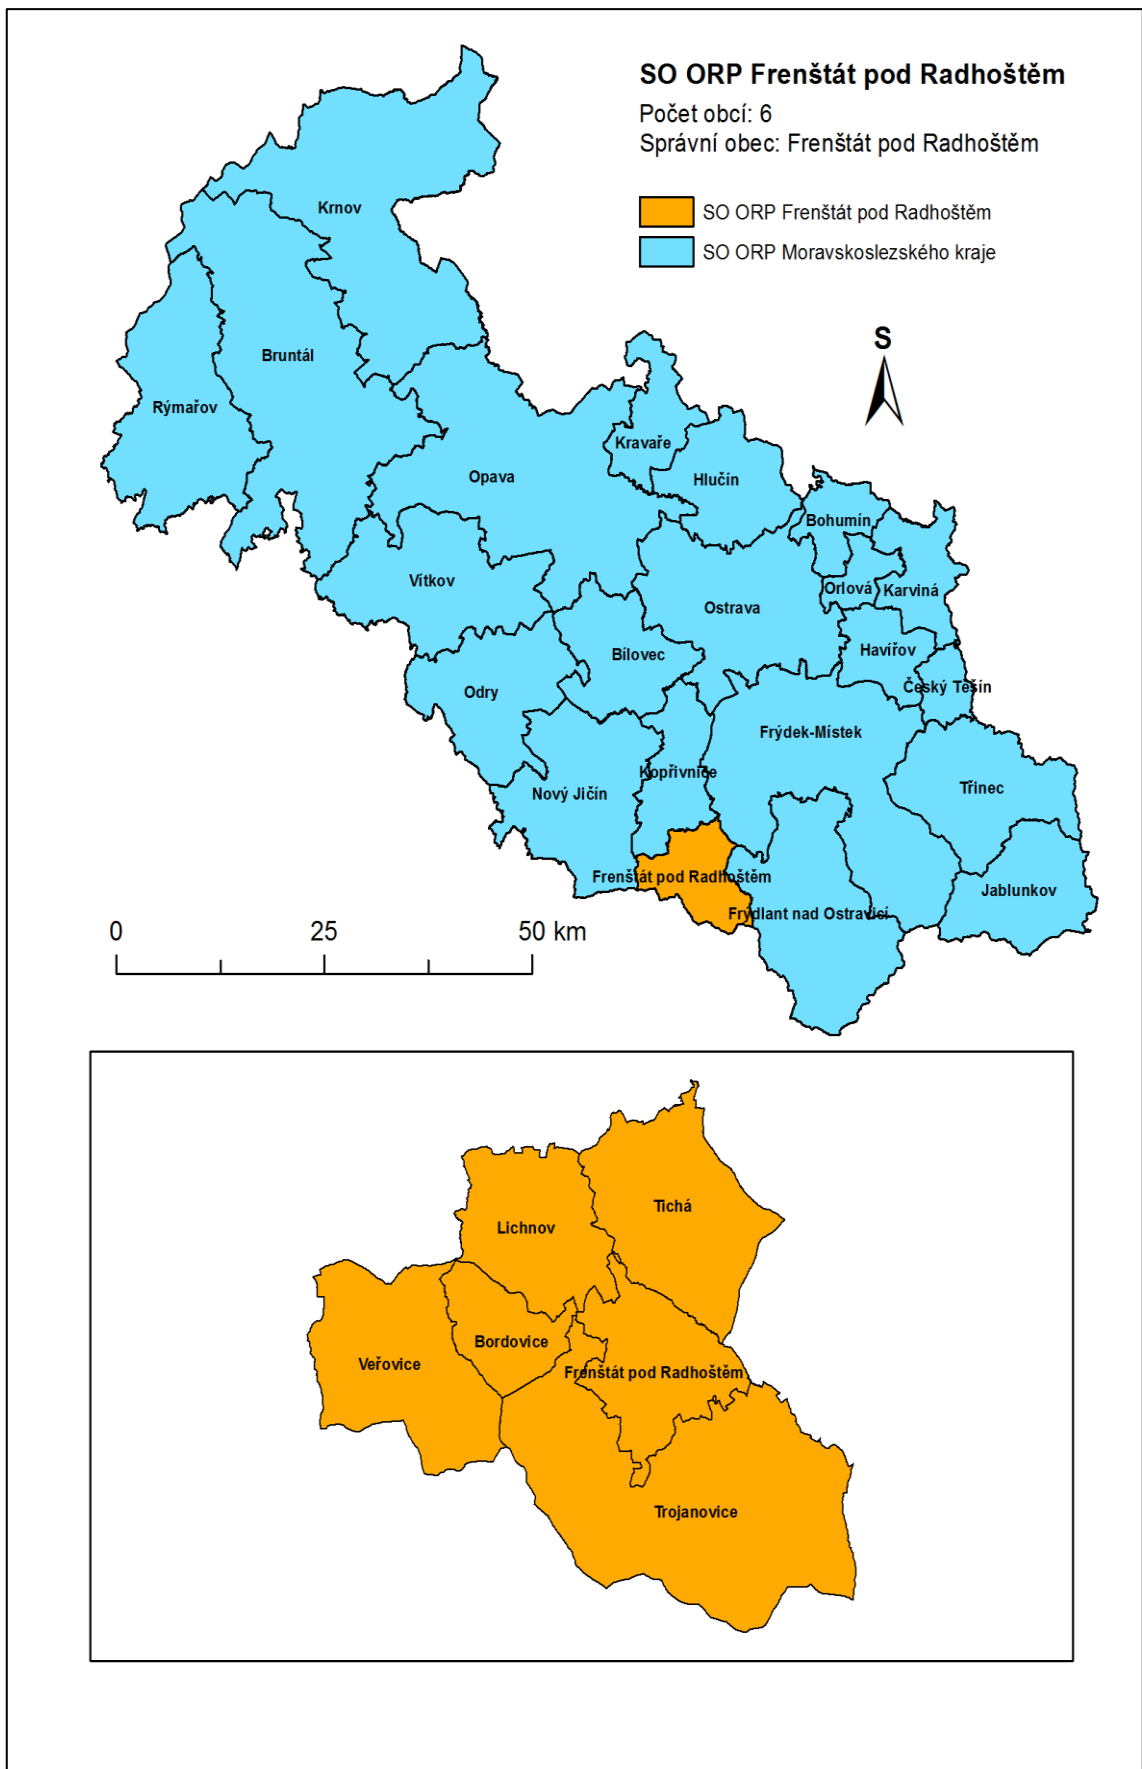 SO ORP Frenštát pod Radhoštěm
Počet obcí: 6
Správní obec: Frenštát pod Radhoštěm
SO ORP Frenštát pod Radhoštěm
SO ORP Moravskoslezského kraje
S
Krnov
Bruntál
Rýmařov
Kravaře
Opava
Hlučín
Bohumín
Vítkov
Orlová
Karviná
Ostrava
Havířov
Bílovec
Český Těšín
Odry
Frýdek-Místek
Kopřivnice
Třinec
Nový Jičín
Frenštát pod Radhoštěm
Jablunkov
Frýdlant nad Ostravicí
0 25 50 km
Tichá
Lichnov
Bordovice
Veřovice
Frenštát pod Radhoštěm
Trojanovice